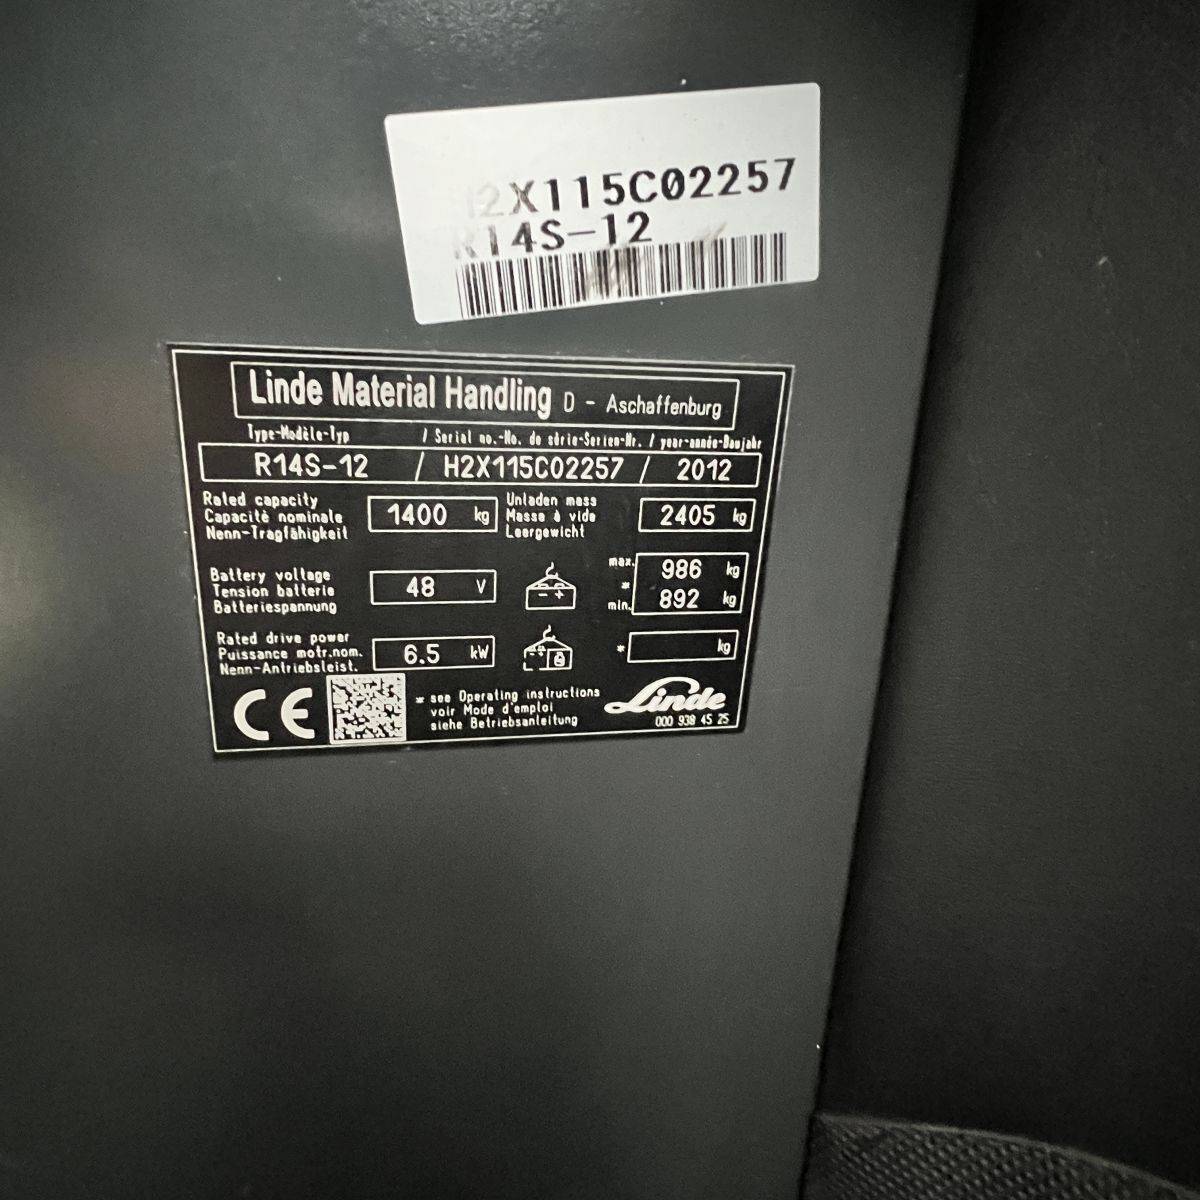 H2X115C02257
R14S-12
Linde Material Handling D - Aschaffenburg
Type-Modèle-Typ / Serial no.-No. de série-Serien-Nr. / year-année-Baujahr
R14S-12 / H2X115C02257 / 2012
Rated capacity
Capacité nominale
Nenn-Tragfähigkeit
1400 kg
Unladen mass
Masse à vide
Leergewicht
2405 kg
Battery voltage
Tension batterie
Batteriespannung
48 V
- +
max. 986 kg
*
min. 892 kg
Rated drive power
Puissance motr.nom.
Nenn-Antriebsleist.
6.5 kW
* kg
CE
* see Operating instructions
voir Mode d'emploi
siehe Betriebsanleitung
Linde
000 938 45 25